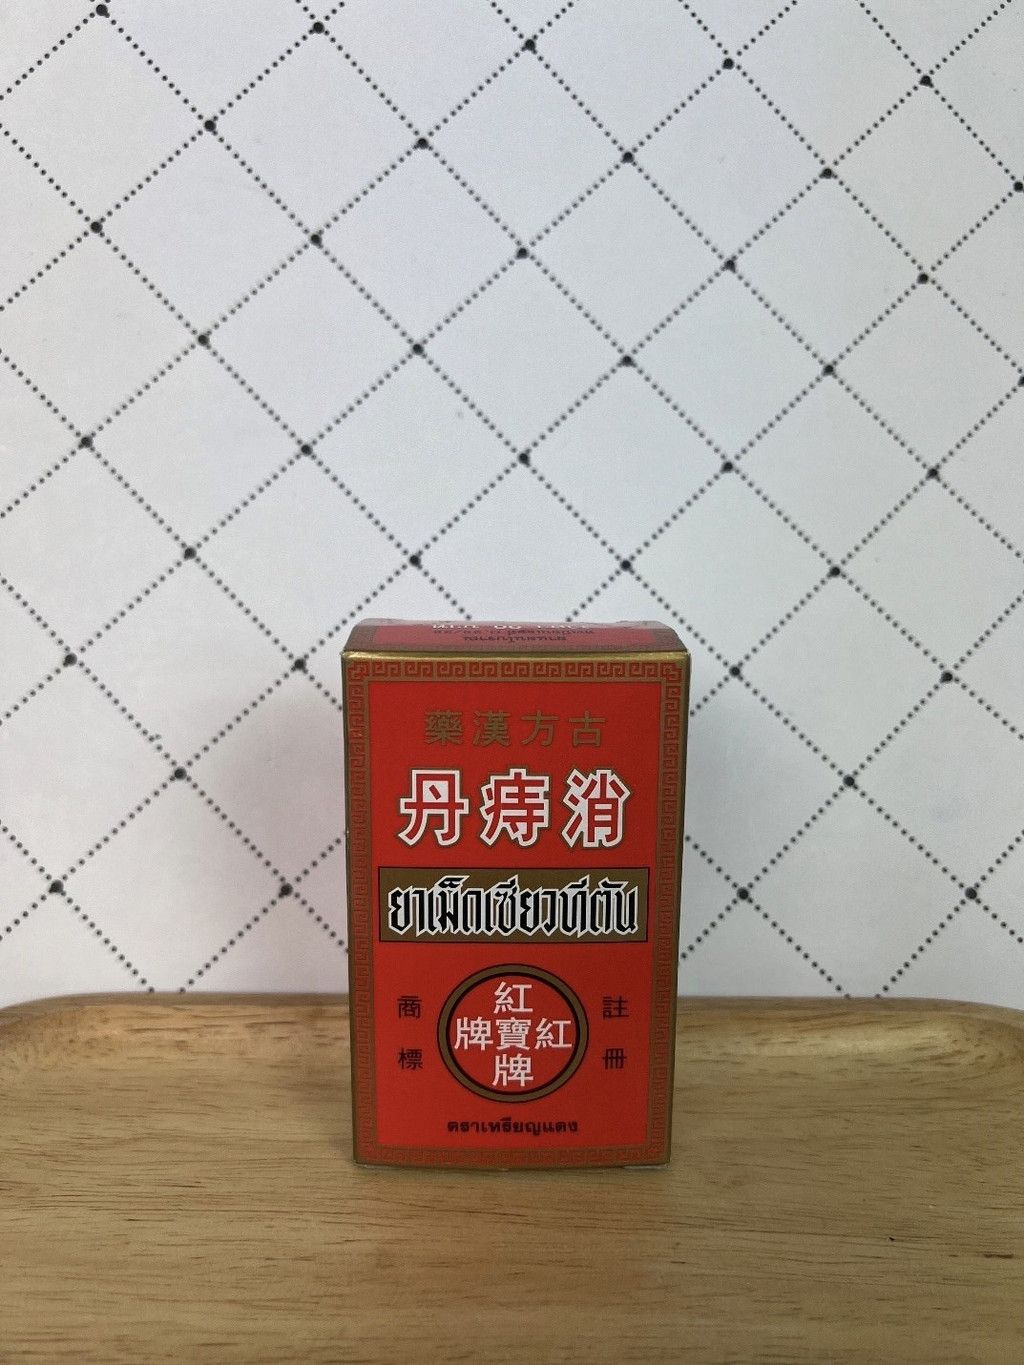 藥漢方古
丹痔消
ยาเม็ดเซียวทีตัน
商標
註冊
紅
牌寶紅
牌
ตราเหรียญแดง